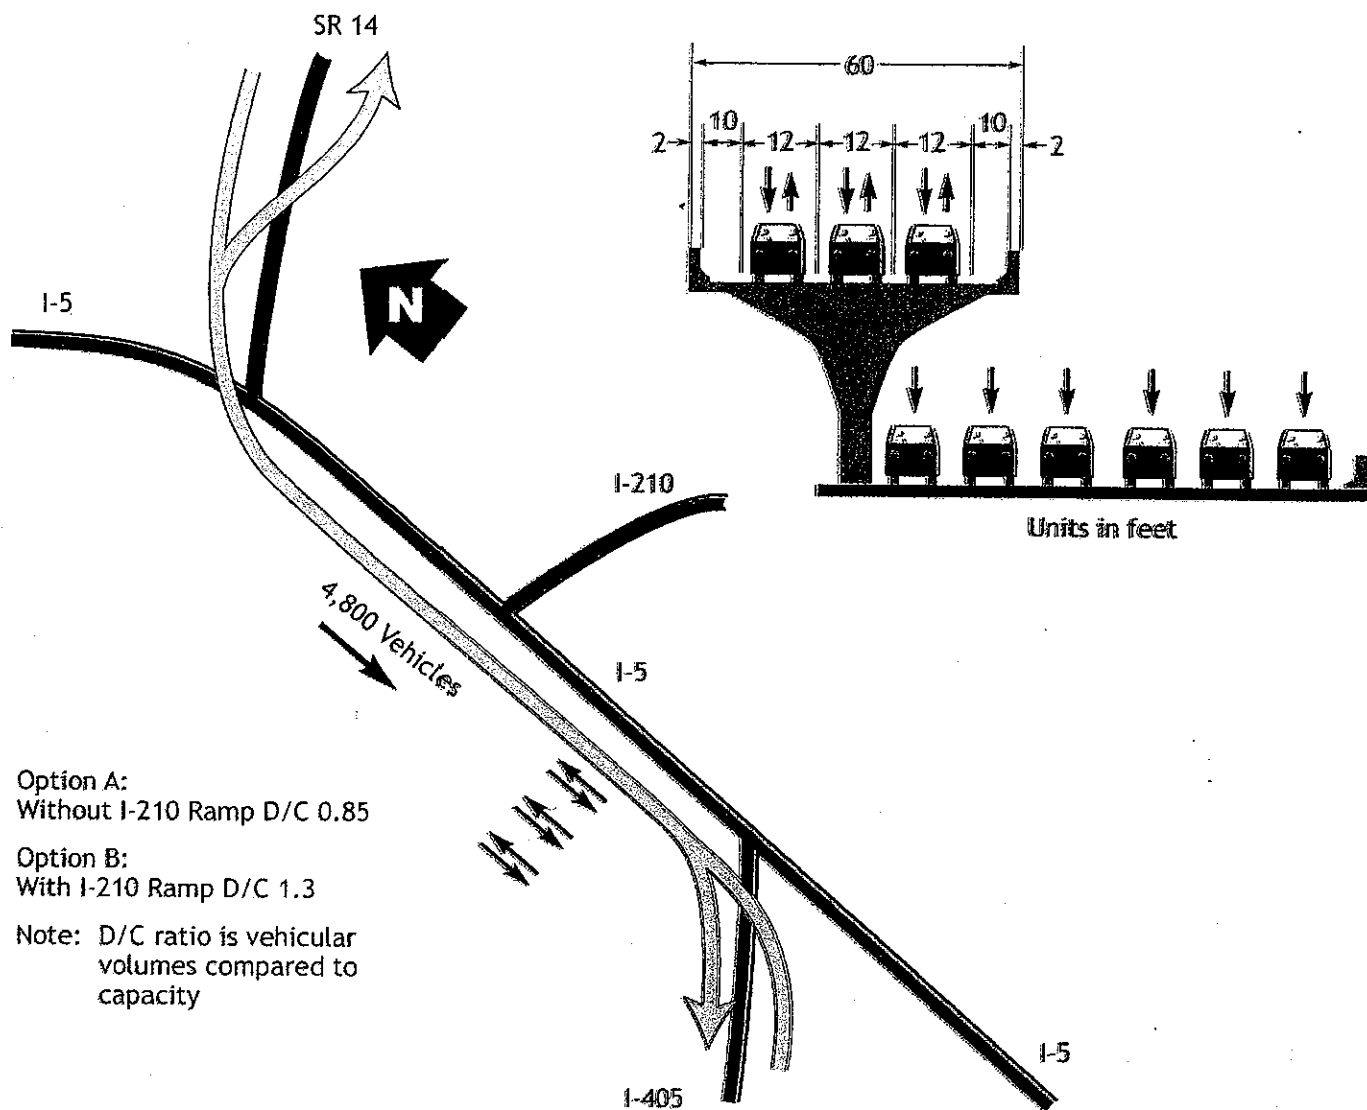 SR 14
60
10
10
2
12
12
12
2
I-5
N
I-210
Units in feet
4,800 Vehicles
I-5
Option A:
Without I-210 Ramp D/C 0.85
Option B:
With I-210 Ramp D/C 1.3
Note: D/C ratio is vehicular
volumes compared to
capacity
I-5
I-405